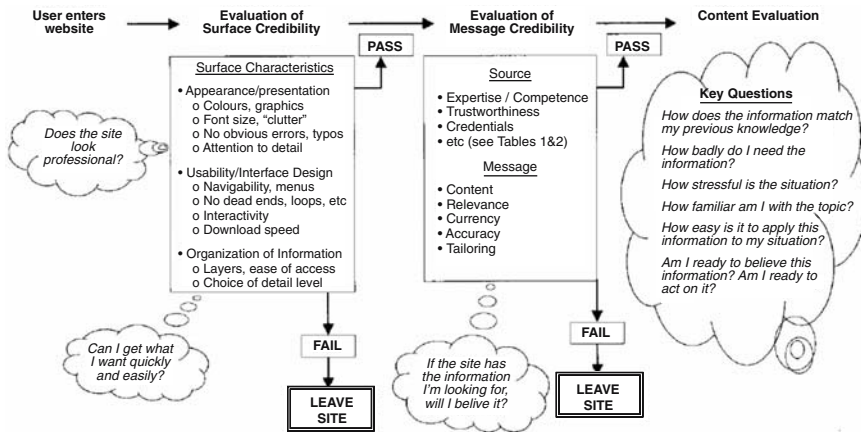 User enters
website
Evaluation of
Surface Credibility
PASS
Surface Characteristics
• Appearance/presentation
o Colours, graphics
o Font size, “clutter”
o No obvious errors, typos
o Attention to detail
• Usability/Interface Design
o Navigability, menus
o No dead ends, loops, etc
o Interactivity
o Download speed
• Organization of Information
o Layers, ease of access
o Choice of detail level
Does the site
look
professional?
Can I get what
I want quickly
and easily?
FAIL
LEAVE
SITE
Evaluation of
Message Credibility
PASS
Source
• Expertise / Competence
• Trustworthiness
• Credentials
• etc (see Tables 1&2)
Message
• Content
• Relevance
• Currency
• Accuracy
• Tailoring
If the site has
the information
I'm looking for,
will I belive it?
FAIL
LEAVE
SITE
Content Evaluation
Key Questions
How does the information match
my previous knowledge?
How badly do I need the
information?
How stressful is the situation?
How familiar am I with the topic?
How easy is it to apply this
information to my situation?
Am I ready to believe this
information? Am I ready to
act on it?